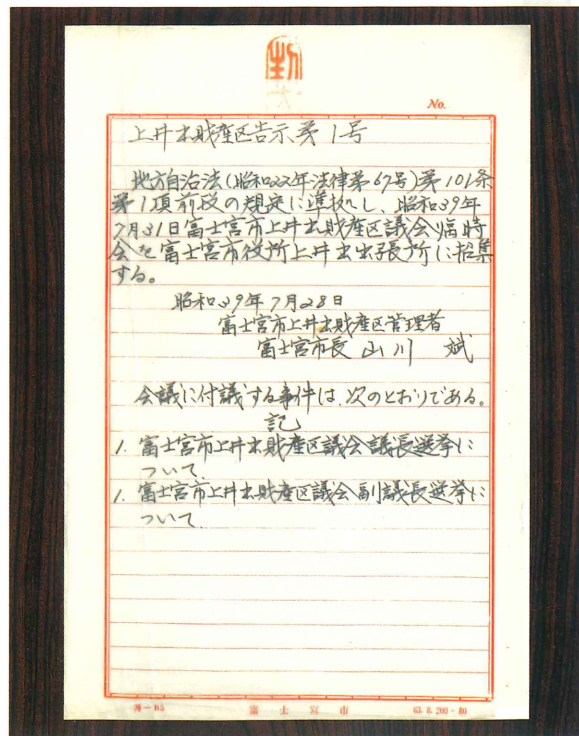 No.
上井出財産区告示第1号
地方自治法(昭和22年法律第67号)第101条
第1項前段の規定に準拠し、昭和39年
7月31日富士宮市上井出財産区議会臨時
会を富士宮市役所上井出出張所に招集
する。
昭和39年7月28日
富士宮市上井出財産区管理者
富士宮市長 山川 斌
会議に付議する事件は、次のとおりである。
記
1. 富士宮市上井出財産区議会議長選挙に
ついて
1. 富士宮市上井出財産区議会副議長選挙に
ついて
富士宮市